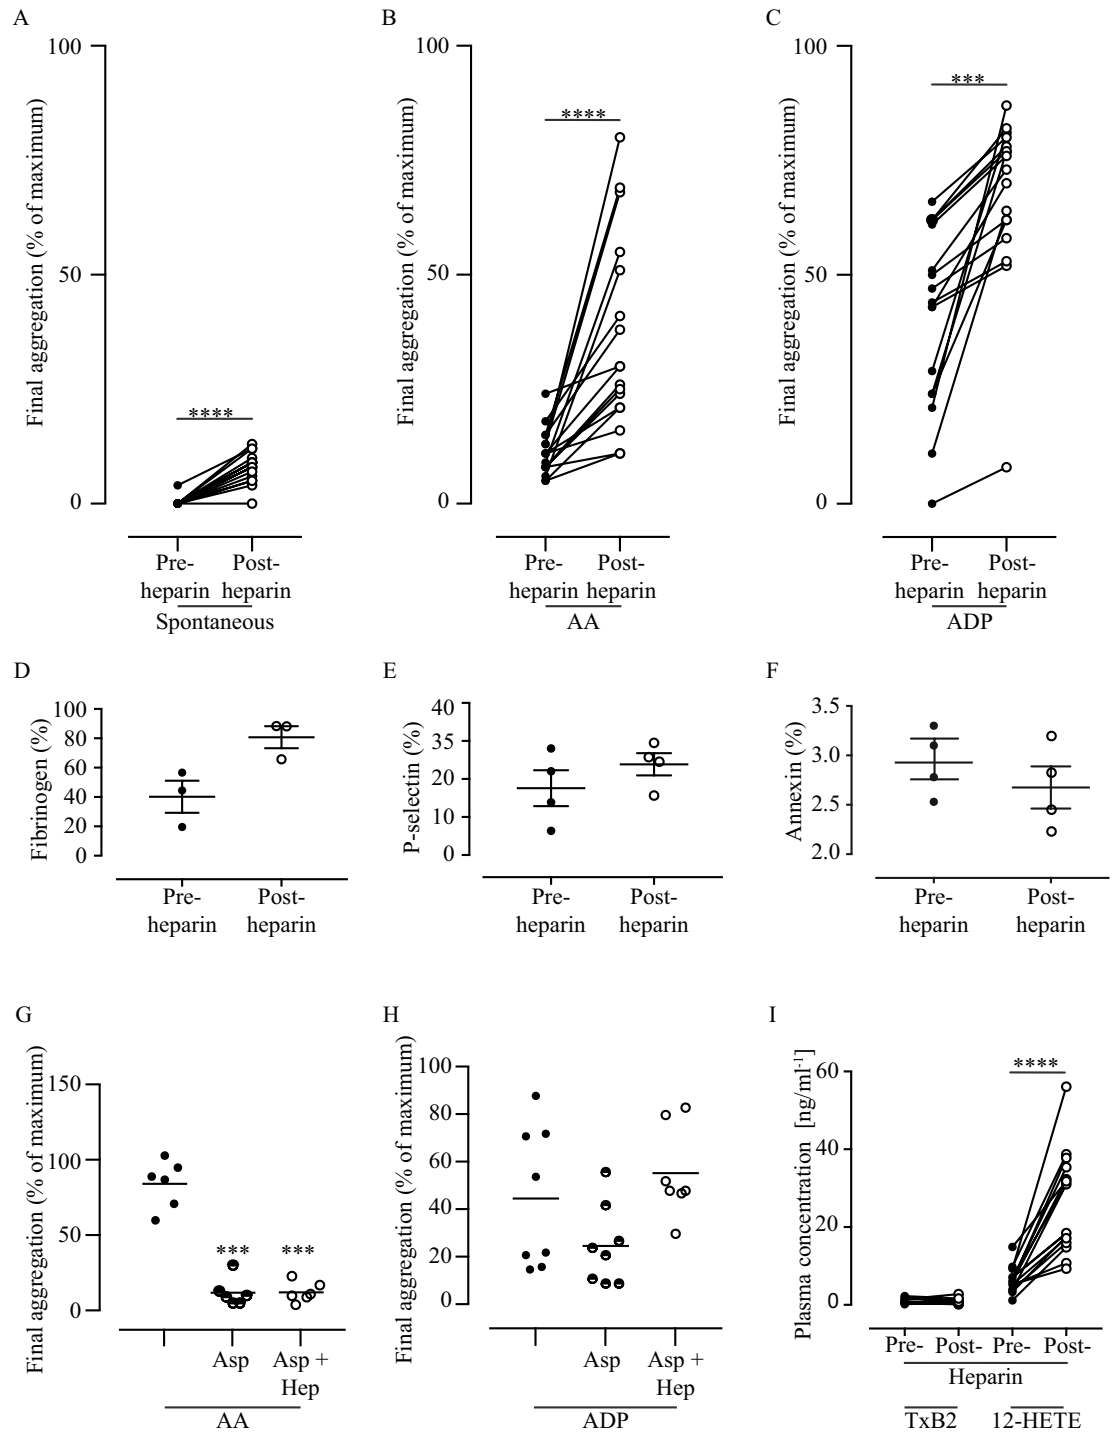 A
B
C
Final aggregation (% of maximum)
100
50
0
****
Pre-
heparin
Post-
heparin
Spontaneous
Final aggregation (% of maximum)
100
50
0
****
Pre-
heparin
Post-
heparin
AA
Final aggregation (% of maximum)
100
50
0
***
Pre-
heparin
Post-
heparin
ADP
D
Fibrinogen (%)
100
80
60
40
20
0
Pre-
heparin
Post-
heparin
E
P-selectin (%)
40
35
20
10
0
Pre-
heparin
Post-
heparin
F
Annexin (%)
3.5
3.0
2.5
2.0
Pre-
heparin
Post-
heparin
G
Final aggregation (% of maximum)
150
100
50
0
***
***
Asp
Asp +
Hep
AA
H
Final aggregation (% of maximum)
100
80
60
40
20
0
Asp
Asp +
Hep
ADP
I
Plasma concentration [ng/ml⁻¹]
60
40
20
0
****
Pre- Post- Pre- Post-
Heparin
TxB2 12-HETE